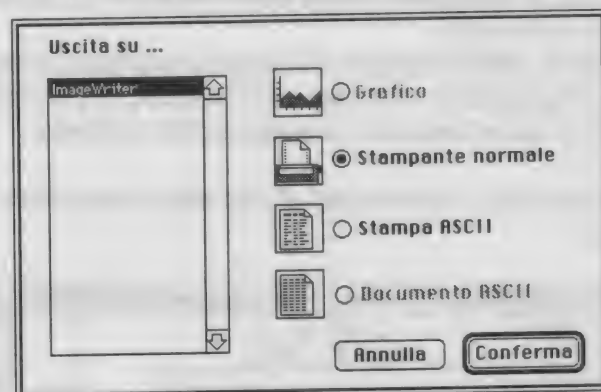 Uscita su ...
ImageWriter
Grafico
Stampante normale
Stampa ASCII
Documento ASCII
Annulla
Conferma